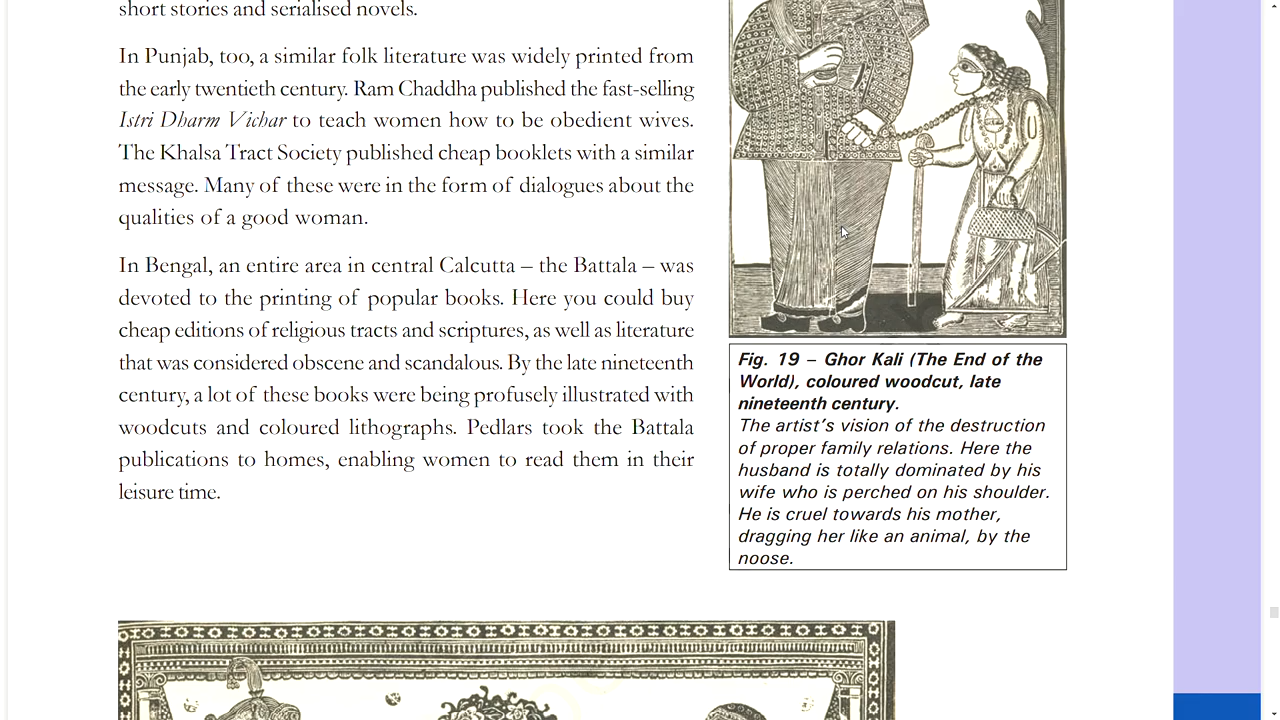 short stories and serialised novels.
In Punjab, too, a similar folk literature was widely printed from
the early twentieth century. Ram Chaddha published the fast-selling
Istri Dharm Vichar to teach women how to be obedient wives.
The Khalsa Tract Society published cheap booklets with a similar
message. Many of these were in the form of dialogues about the
qualities of a good woman.
In Bengal, an entire area in central Calcutta – the Battala – was
devoted to the printing of popular books. Here you could buy
cheap editions of religious tracts and scriptures, as well as literature
that was considered obscene and scandalous. By the late nineteenth
century, a lot of these books were being profusely illustrated with
woodcuts and coloured lithographs. Pedlars took the Battala
publications to homes, enabling women to read them in their
leisure time.
Fig. 19 – Ghor Kali (The End of the
World), coloured woodcut, late
nineteenth century.
The artist's vision of the destruction
of proper family relations. Here the
husband is totally dominated by his
wife who is perched on his shoulder.
He is cruel towards his mother,
dragging her like an animal, by the
noose.